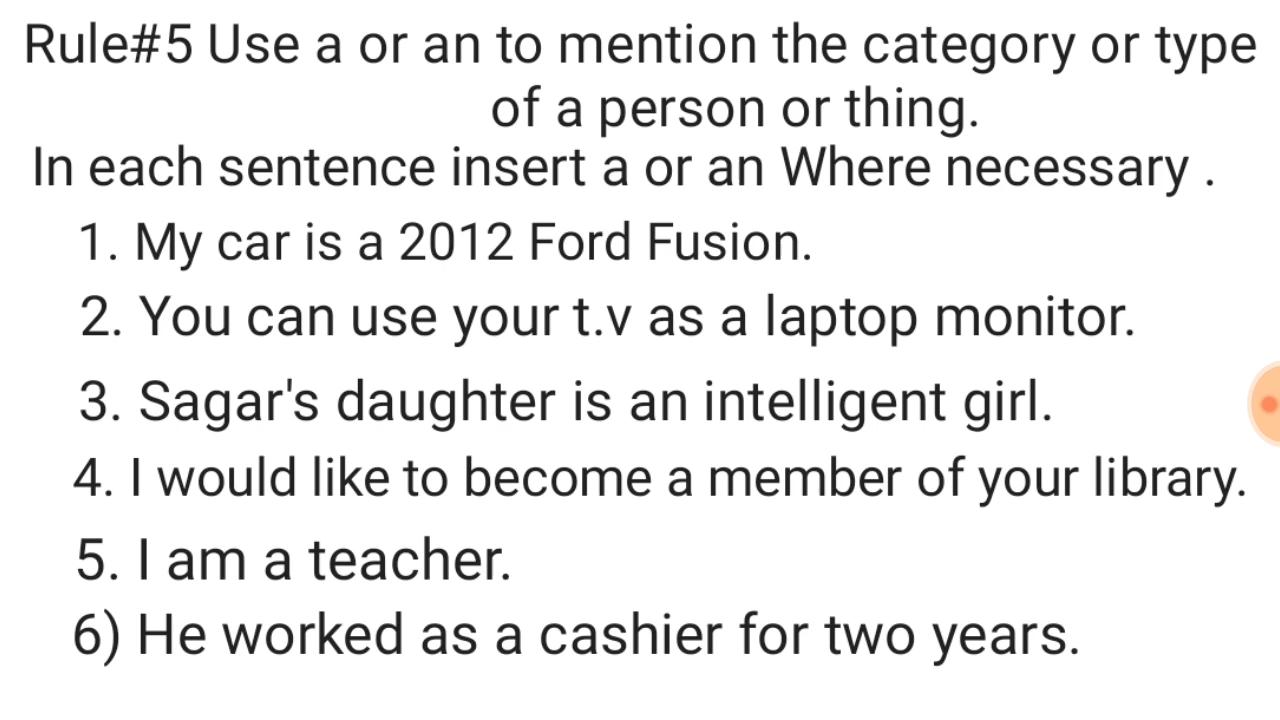 Rule#5 Use a or an to mention the category or type
of a person or thing.
In each sentence insert a or an Where necessary .
1. My car is a 2012 Ford Fusion.
2. You can use your t.v as a laptop monitor.
3. Sagar's daughter is an intelligent girl.
4. I would like to become a member of your library.
5. I am a teacher.
6) He worked as a cashier for two years.